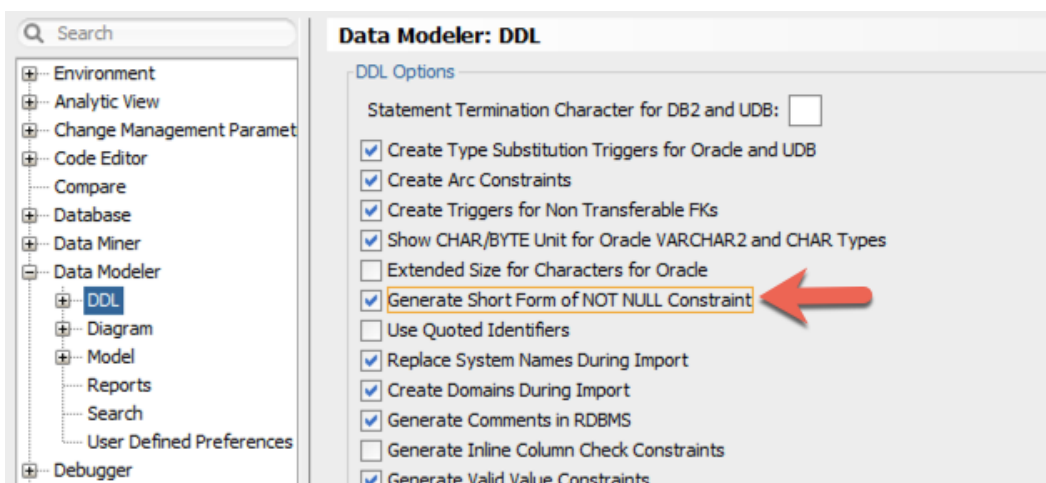 Search
Environment
Analytic View
Change Management Paramet
Code Editor
Compare
Database
Data Miner
Data Modeler
DDL
Diagram
Model
Reports
Search
User Defined Preferences
Debugger
Data Modeler: DDL
DDL Options
Statement Termination Character for DB2 and UDB:
Create Type Substitution Triggers for Oracle and UDB
Create Arc Constraints
Create Triggers for Non Transferable FKs
Show CHAR/BYTE Unit for Oracle VARCHAR2 and CHAR Types
Extended Size for Characters for Oracle
Generate Short Form of NOT NULL Constraint
Use Quoted Identifiers
Replace System Names During Import
Create Domains During Import
Generate Comments in RDBMS
Generate Inline Column Check Constraints
Generate Valid Value Constraints